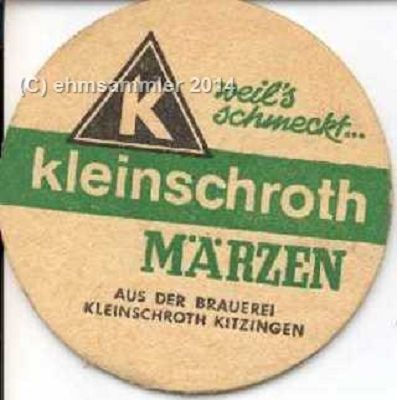 (C) ehmsammler 2014
K
weil's
schmeckt...
kleinschroth
MÄRZEN
AUS DER BRAUEREI
KLEINSCHROTH KITZINGEN